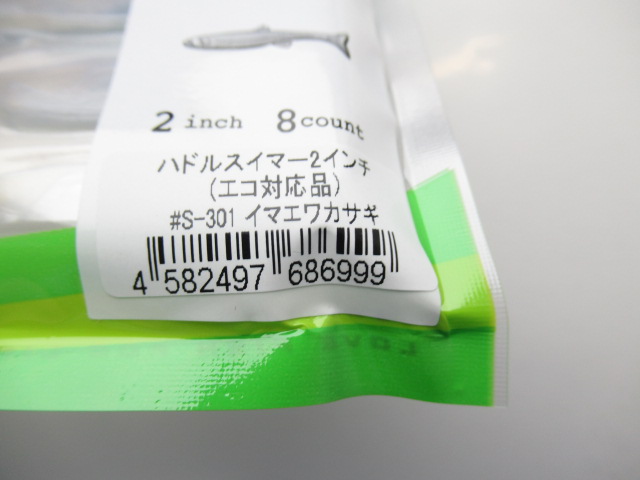 2 inch 8 count
ハドルスイマー2インチ
(エコ対応品)
#S-301 イマエワカサギ
4 582497 686999